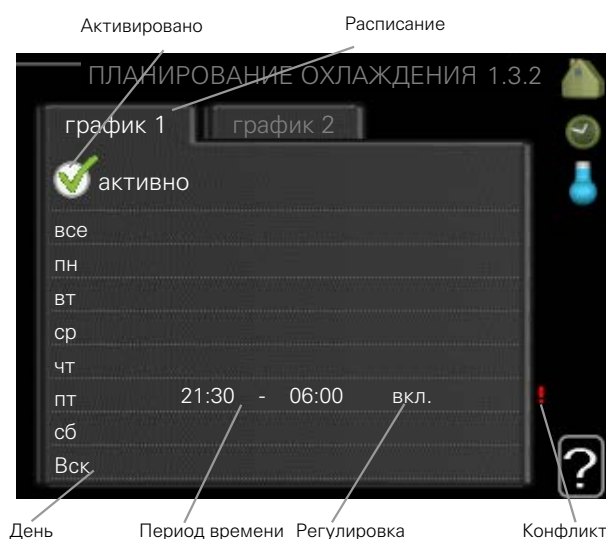 Активировано Расписание
ПЛАНИРОВАНИЕ ОХЛАЖДЕНИЯ 1.3.2
график 1 график 2
активно
все
пн
вт
ср
чт
пт 21:30 - 06:00 вкл. !
сб
Вск
?
День Период времени Регулировка Конфликт